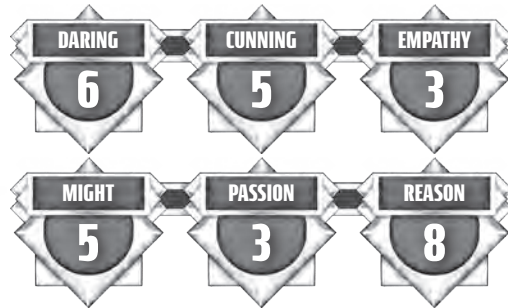 DARING CUNNING EMPATHY
6 5 3
MIGHT PASSION REASON
5 3 8